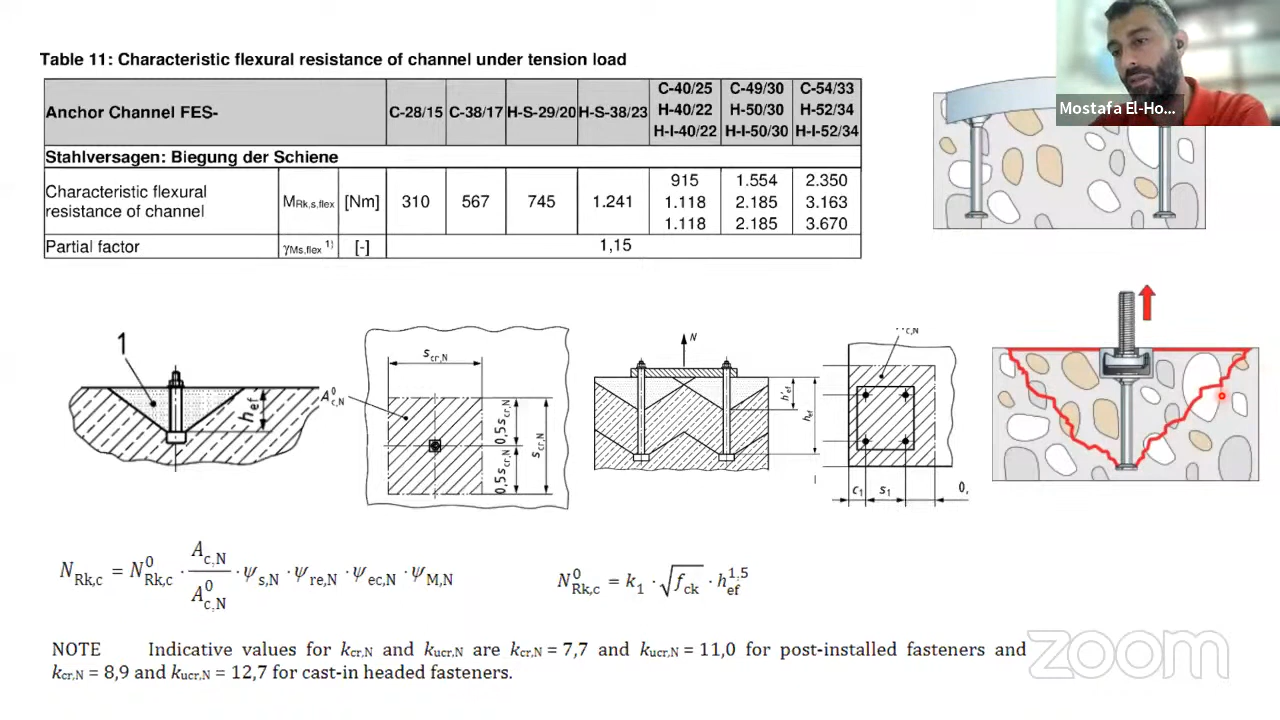 Table 11: Characteristic flexural resistance of channel under tension load
Anchor Channel FES-
C-28/15
C-38/17
H-S-29/20
H-S-38/23
C-40/25
H-40/22
H-I-40/22
C-49/30
H-50/30
H-I-50/30
C-54/33
H-52/34
H-I-52/34
Stahlversagen: Biegung der Schiene
Characteristic flexural
resistance of channel
MRk,s,flex
[Nm]
310
567
745
1.241
915
1.118
1.118
1.554
2.185
2.185
2.350
3.163
3.670
Partial factor
γMs,flex 1)
[-]
1,15
Mostafa El-Ho...
1
hef
A0c,N
scr,N
0,5scr,N
0,5scr,N
scr,N
N
h'ef
hef
c,N
c1
s1
0,
NRk,c = N0Rk,c · Ac,N / A0c,N · ψs,N · ψre,N · ψec,N · ψM,N
N0Rk,c = k1 · √fck · hef1,5
NOTE Indicative values for kcr,N and kucr,N are kcr,N = 7,7 and kucr,N = 11,0 for post-installed fasteners and
kcr,N = 8,9 and kucr,N = 12,7 for cast-in headed fasteners.
zoom